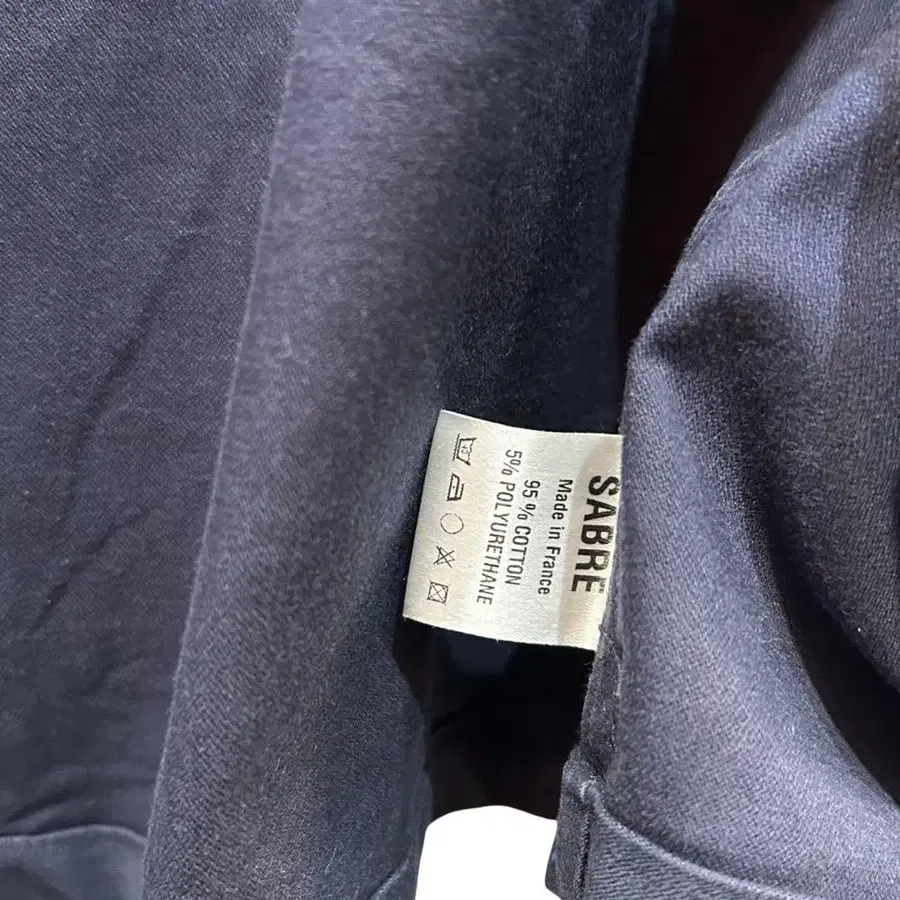 SABRE
Made in France
95 % COTTON
5% POLYURETHANE